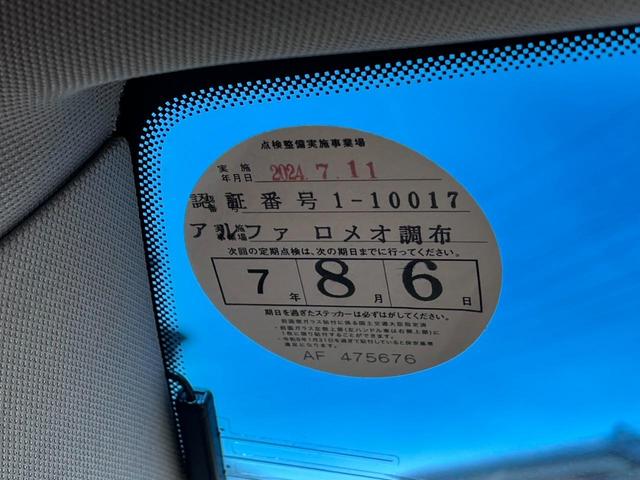 点検整備実施事業場
実施年月日 2024.7.11
認証番号 1-10017
アルファ ロメオ調布
次回の定期点検は、次の期日までに行ってください。
7年 8月 6日
期日を過ぎたステッカーは必ずはがしてください。
AF 475676